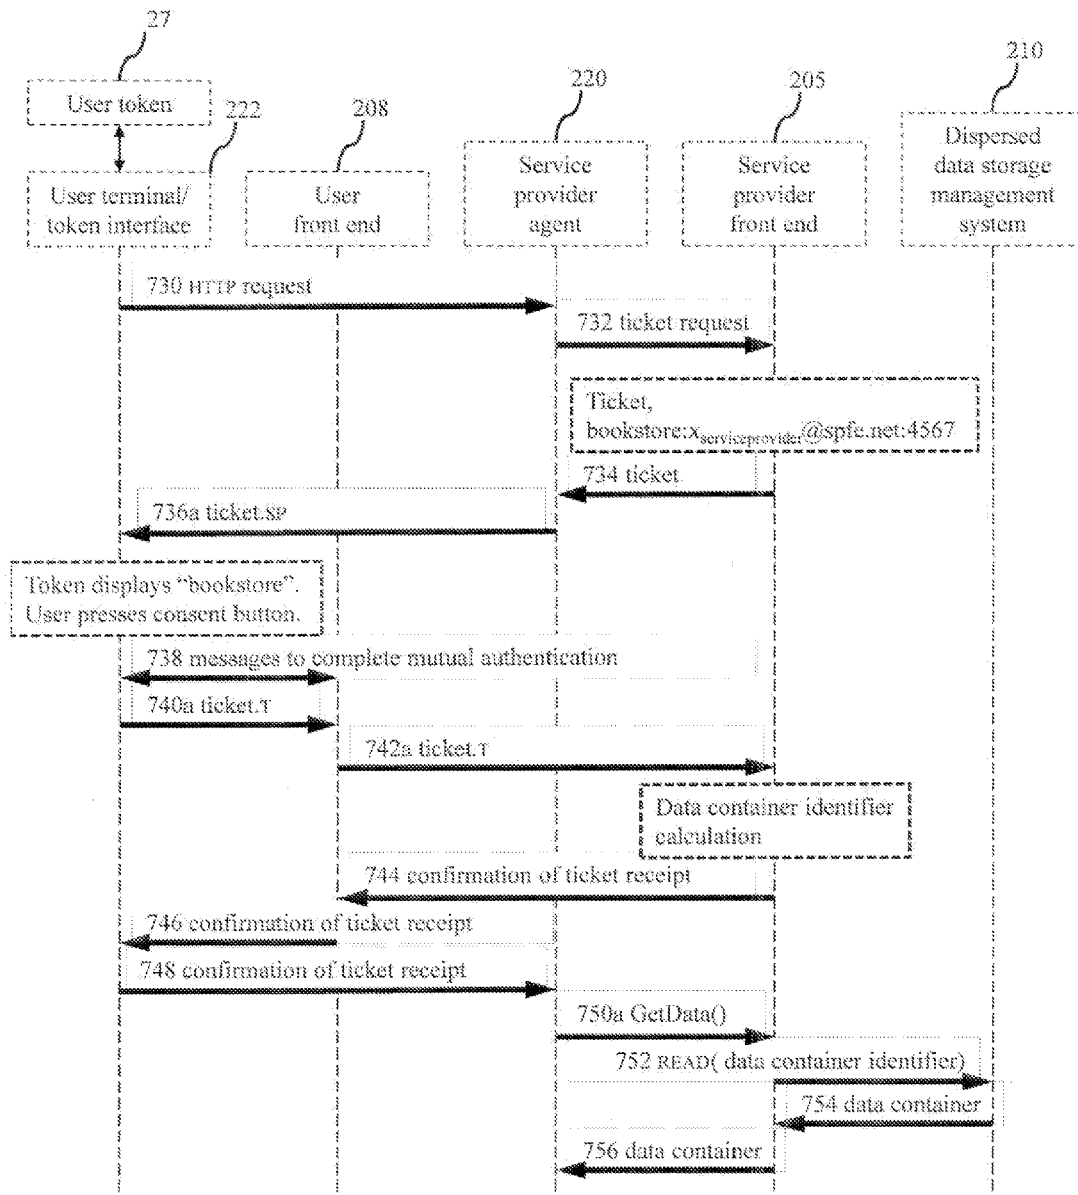 27
User token
222
208
220
205
210
User terminal/
token interface
User
front end
Service
provider
agent
Service
provider
front end
Dispersed
data storage
management
system
730 HTTP request
732 ticket request
Ticket,
bookstore:xserviceprovider@spfe.net:4567
734 ticket
736a ticket.SP
Token displays “bookstore”.
User presses consent button.
738 messages to complete mutual authentication
740a ticket.T
742a ticket.T
Data container identifier
calculation
744 confirmation of ticket receipt
746 confirmation of ticket receipt
748 confirmation of ticket receipt
750a GetData()
752 READ( data container identifier)
754 data container
756 data container